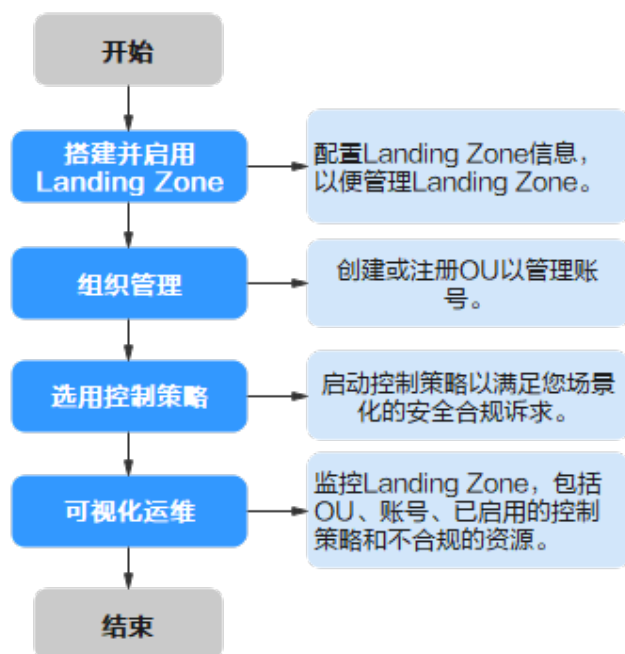 开始
搭建并启用
Landing Zone
配置Landing Zone信息，
以便管理Landing Zone。
组织管理
创建或注册OU以管理账
号。
选用控制策略
启动控制策略以满足您场景
化的安全合规诉求。
可视化运维
监控Landing Zone，包括
OU、账号、已启用的控制
策略和不合规的资源。
结束